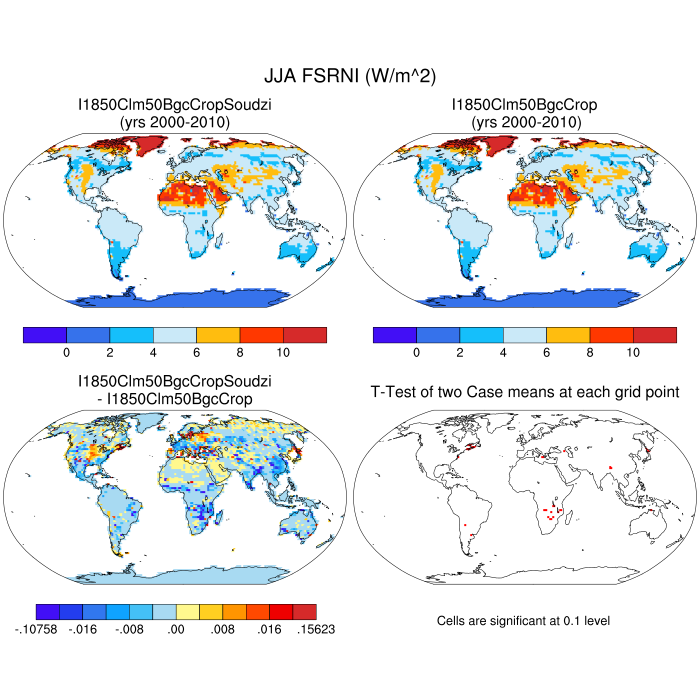 JJA FSRNI (W/m^2)
I1850Clm50BgcCropSoudzi
(yrs 2000-2010)
I1850Clm50BgcCrop
(yrs 2000-2010)
0 2 4 6 8 10
0 2 4 6 8 10
I1850Clm50BgcCropSoudzi
- I1850Clm50BgcCrop
T-Test of two Case means at each grid point
-.10758 -.016 -.008 .00 .008 .016 .15623
Cells are significant at 0.1 level